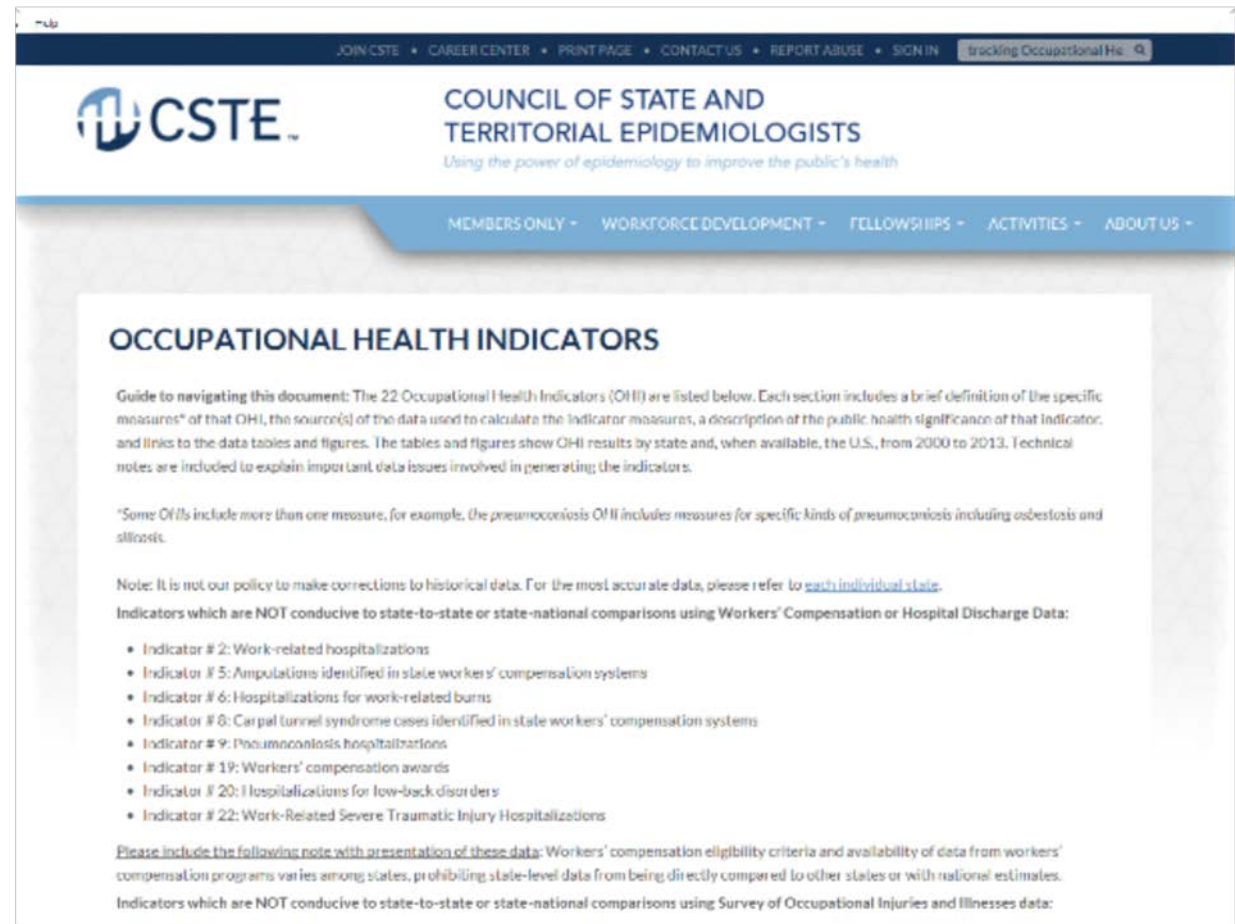 Help
JOIN CSTE • CAREER CENTER • PRINT PAGE • CONTACT US • REPORT ABUSE • SIGN IN tracking Occupational He
CSTE™
COUNCIL OF STATE AND
TERRITORIAL EPIDEMIOLOGISTS
Using the power of epidemiology to improve the public's health
MEMBERS ONLY WORKFORCE DEVELOPMENT FELLOWSHIPS ACTIVITIES ABOUT US
OCCUPATIONAL HEALTH INDICATORS
Guide to navigating this document: The 22 Occupational Health Indicators (OHI) are listed below. Each section includes a brief definition of the specific
measures* of that OHI, the source(s) of the data used to calculate the indicator measures, a description of the public health significance of that indicator,
and links to the data tables and figures. The tables and figures show OHI results by state and, when available, the U.S., from 2000 to 2013. Technical
notes are included to explain important data issues involved in generating the indicators.
*Some OHIs include more than one measure, for example, the pneumoconiosis OHI includes measures for specific kinds of pneumoconiosis including asbestosis and
silicosis.
Note: It is not our policy to make corrections to historical data. For the most accurate data, please refer to each individual state.
Indicators which are NOT conducive to state-to-state or state-national comparisons using Workers' Compensation or Hospital Discharge Data:
• Indicator # 2: Work-related hospitalizations
• Indicator # 5: Amputations identified in state workers' compensation systems
• Indicator # 6: Hospitalizations for work-related burns
• Indicator # 8: Carpal tunnel syndrome cases identified in state workers' compensation systems
• Indicator # 9: Pneumoconiosis hospitalizations
• Indicator # 19: Workers' compensation awards
• Indicator # 20: Hospitalizations for low-back disorders
• Indicator # 22: Work-Related Severe Traumatic Injury Hospitalizations
Please include the following note with presentation of these data: Workers' compensation eligibility criteria and availability of data from workers'
compensation programs varies among states, prohibiting state-level data from being directly compared to other states or with national estimates.
Indicators which are NOT conducive to state-to-state or state-national comparisons using Survey of Occupational Injuries and Illnesses data: